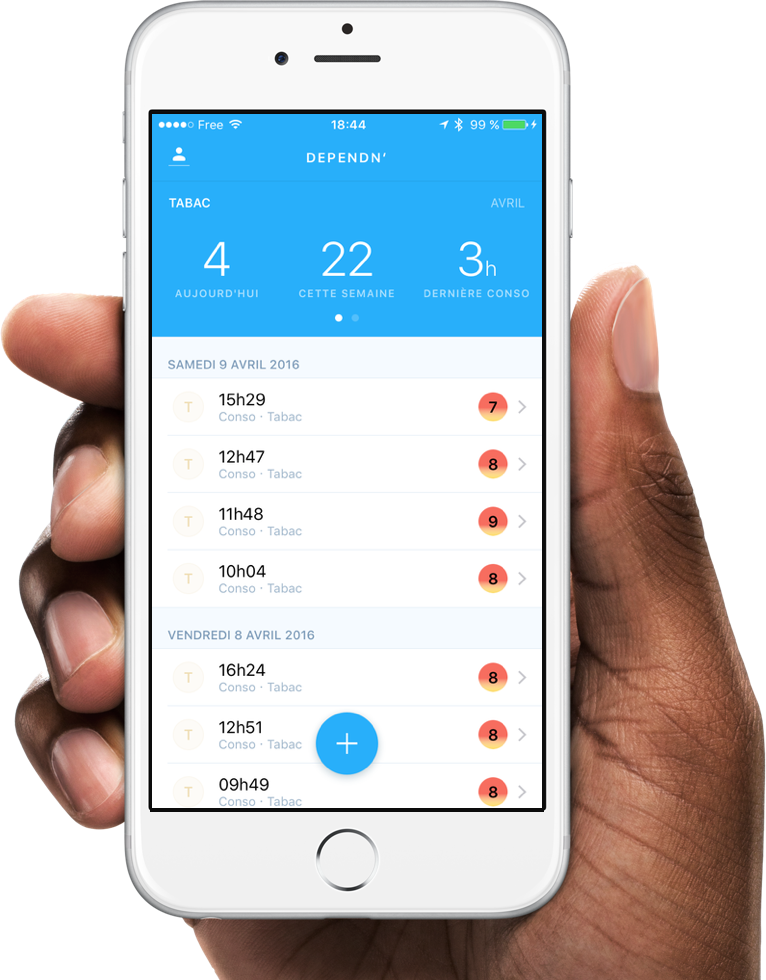 Free 18:44 99 %
DEPENDN’
TABAC AVRIL
4 22 3h
AUJOURD'HUI CETTE SEMAINE DERNIÈRE CONSO
SAMEDI 9 AVRIL 2016
T 15h29 7
Conso · Tabac
T 12h47 8
Conso · Tabac
T 11h48 9
Conso · Tabac
T 10h04 8
Conso · Tabac
VENDREDI 8 AVRIL 2016
T 16h24 8
Conso · Tabac
T 12h51 8
Conso · Tabac
+
T 09h49 8
Conso · Tabac